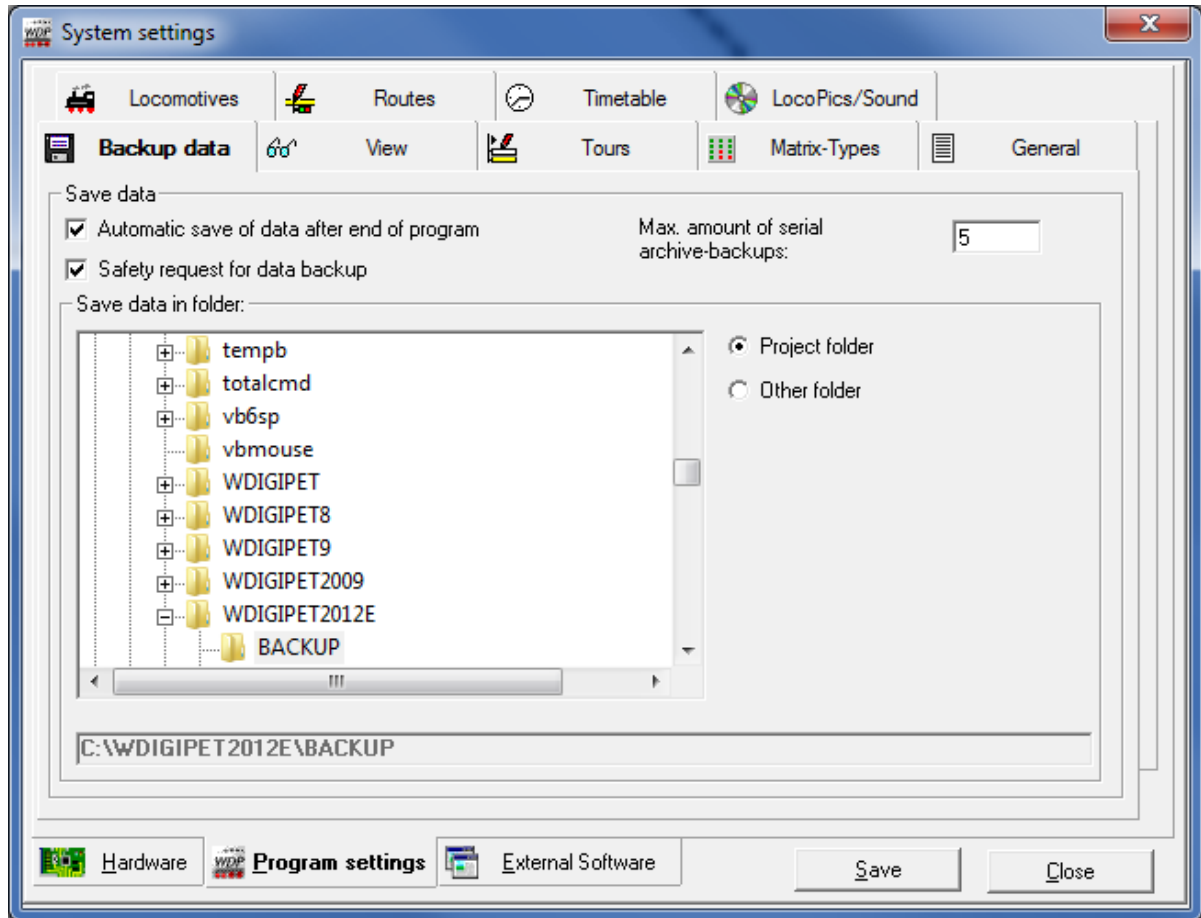 WDP System settings
X
Locomotives Routes Timetable LocoPics/Sound
Backup data View Tours Matrix-Types General
Save data
Automatic save of data after end of program
Max. amount of serial
archive-backups:
5
Safety request for data backup
Save data in folder:
tempb
totalcmd
vb6sp
vbmouse
WDIGIPET
WDIGIPET8
WDIGIPET9
WDIGIPET2009
WDIGIPET2012E
BACKUP
Project folder
Other folder
C:\WDIGIPET2012E\BACKUP
Hardware WDP Program settings External Software
Save Close